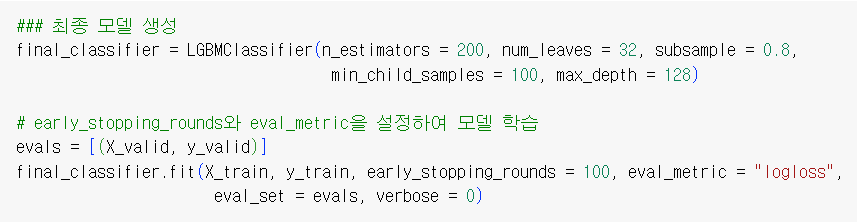 ### 최종 모델 생성
final_classifier = LGBMClassifier(n_estimators = 200, num_leaves = 32, subsample = 0.8,
min_child_samples = 100, max_depth = 128)
# early_stopping_rounds와 eval_metric을 설정하여 모델 학습
evals = [(X_valid, y_valid)]
final_classifier.fit(X_train, y_train, early_stopping_rounds = 100, eval_metric = "logloss",
eval_set = evals, verbose = 0)